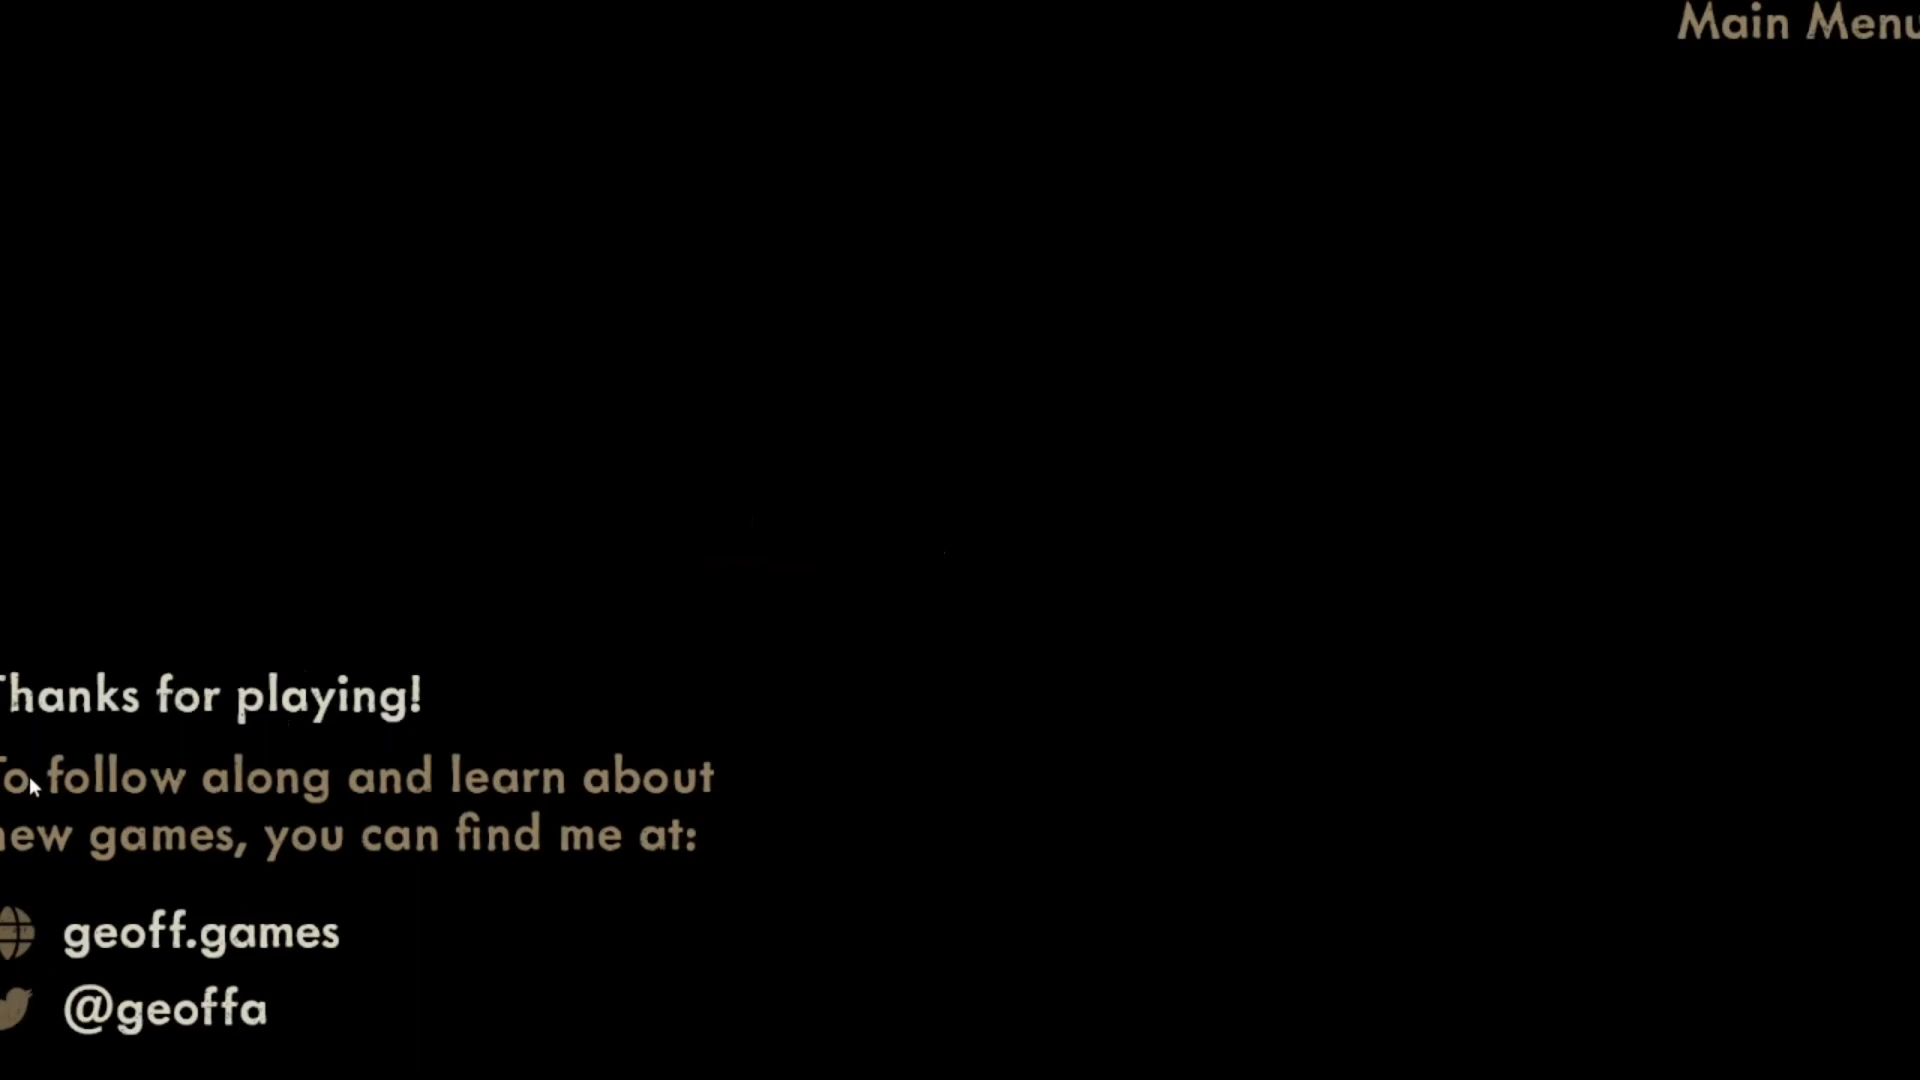 Main Menu
Thanks for playing!
To follow along and learn about
new games, you can find me at:
geoff.games
@geoffa